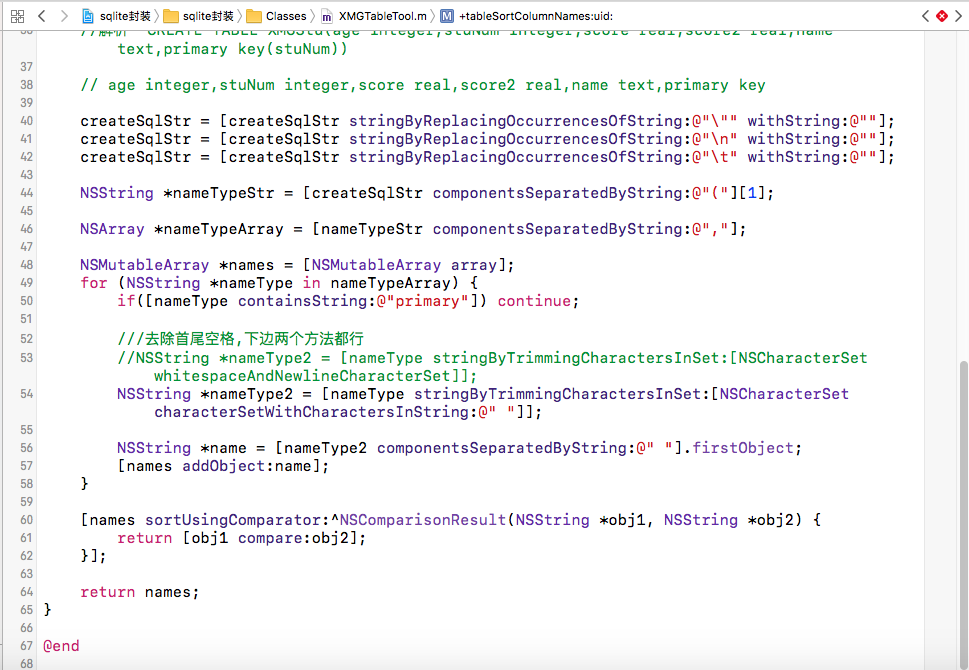 sqlite封装 〉 sqlite封装 〉 Classes 〉 m XMGTableTool.m 〉 M +tableSortColumnNames:uid:
//解析 CREATE TABLE XMGStu(age integer,stuNum integer,score real,score2 real,name
text,primary key(stuNum))
37
38 // age integer,stuNum integer,score real,score2 real,name text,primary key
39
40 createSqlStr = [createSqlStr stringByReplacingOccurrencesOfString:@"\"" withString:@""];
41 createSqlStr = [createSqlStr stringByReplacingOccurrencesOfString:@"\n" withString:@""];
42 createSqlStr = [createSqlStr stringByReplacingOccurrencesOfString:@"\t" withString:@""];
43
44 NSString *nameTypeStr = [createSqlStr componentsSeparatedByString:@"("][1];
45
46 NSArray *nameTypeArray = [nameTypeStr componentsSeparatedByString:@","];
47
48 NSMutableArray *names = [NSMutableArray array];
49 for (NSString *nameType in nameTypeArray) {
50 if([nameType containsString:@"primary"]) continue;
51
52 ///去除首尾空格,下边两个方法都行
53 //NSString *nameType2 = [nameType stringByTrimmingCharactersInSet:[NSCharacterSet
whitespaceAndNewlineCharacterSet]];
54 NSString *nameType2 = [nameType stringByTrimmingCharactersInSet:[NSCharacterSet
characterSetWithCharactersInString:@" "]];
55
56 NSString *name = [nameType2 componentsSeparatedByString:@" "].firstObject;
57 [names addObject:name];
58 }
59
60 [names sortUsingComparator:^NSComparisonResult(NSString *obj1, NSString *obj2) {
61 return [obj1 compare:obj2];
62 }];
63
64 return names;
65 }
66
67 @end
68